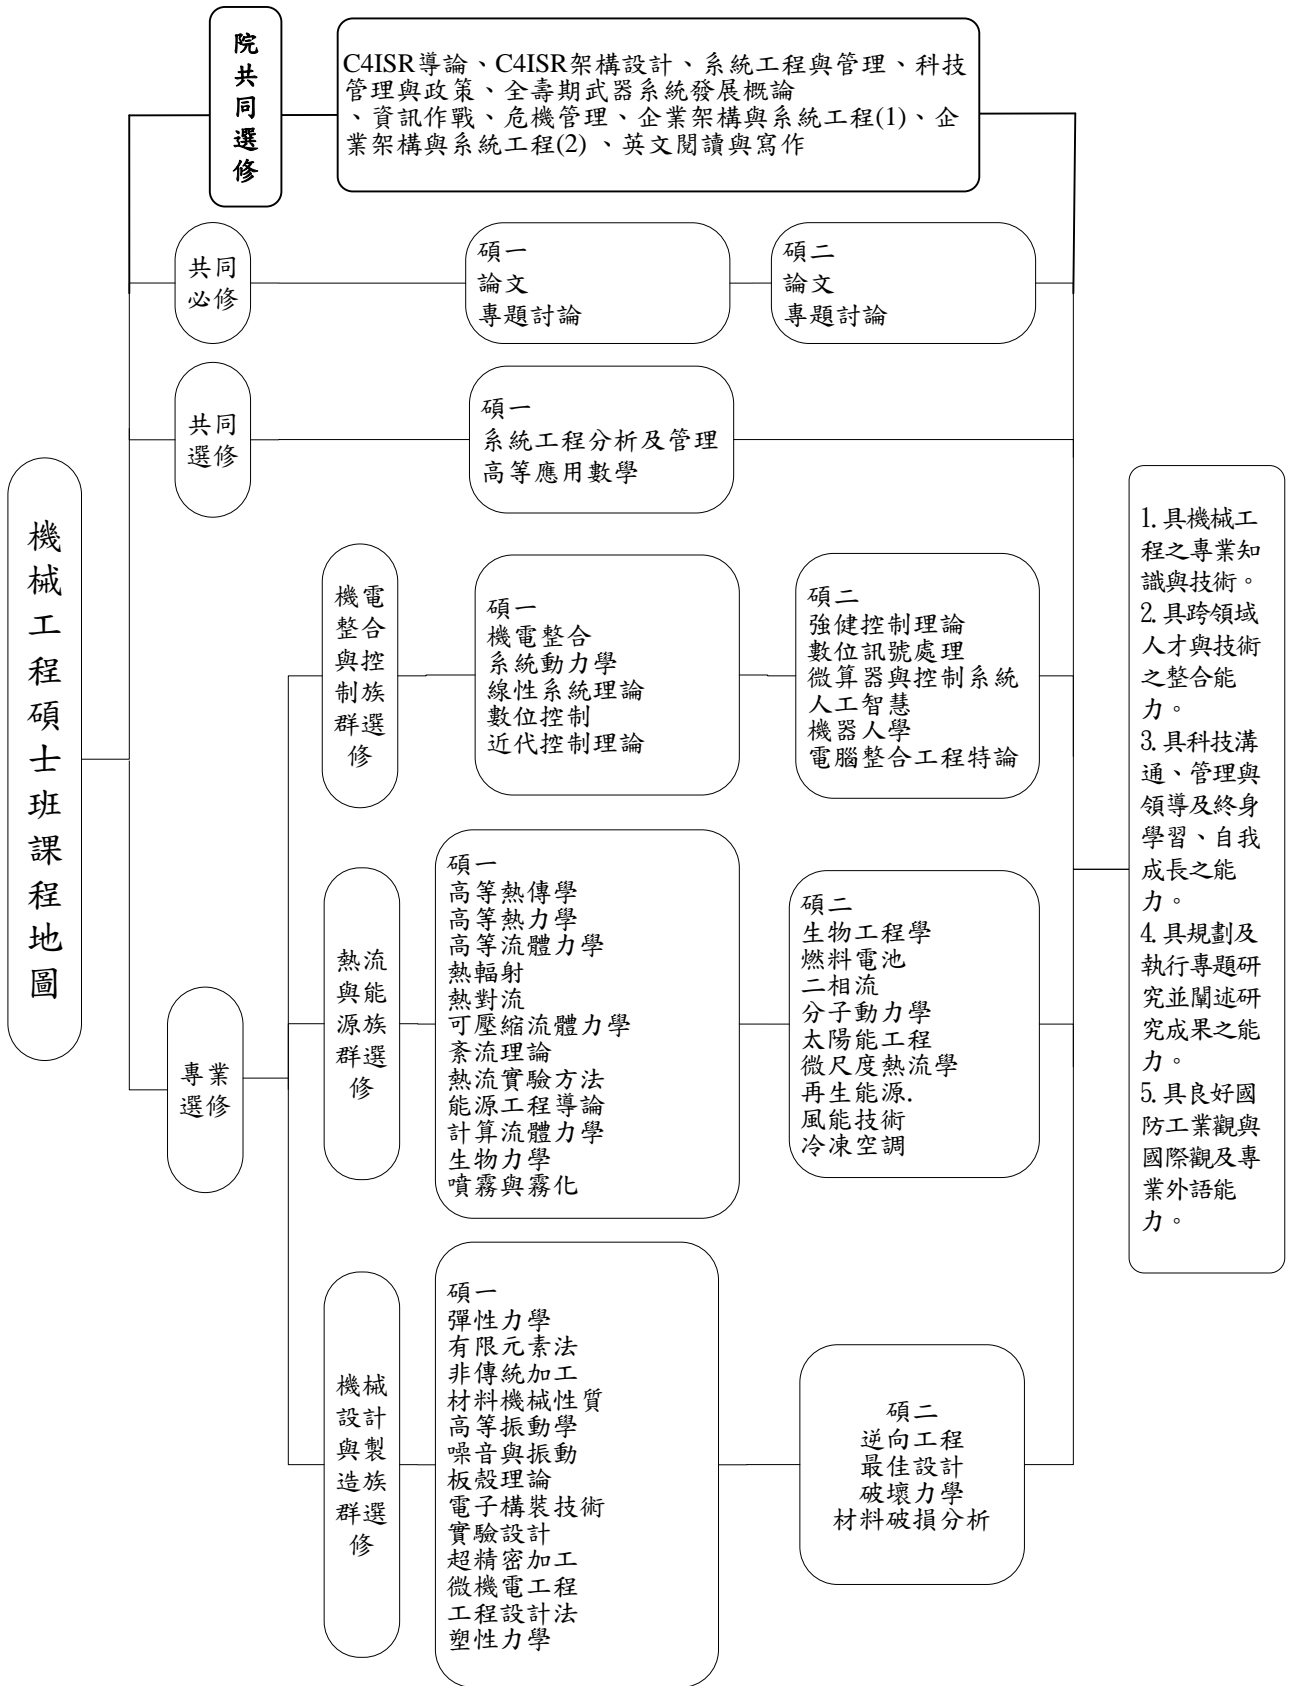 院
共
同
選
修
C4ISR導論、C4ISR架構設計、系統工程與管理、科技
管理與政策、全壽期武器系統發展概論
、資訊作戰、危機管理、企業架構與系統工程(1)、企
業架構與系統工程(2) 、英文閱讀與寫作
共同
必修
碩一
論文
專題討論
碩二
論文
專題討論
共同
選修
碩一
系統工程分析及管理
高等應用數學
機
械
工
程
碩
士
班
課
程
地
圖
專業
選修
機電
整合
與控
制族
群選
修
碩一
機電整合
系統動力學
線性系統理論
數位控制
近代控制理論
碩二
強健控制理論
數位訊號處理
微算器與控制系統
人工智慧
機器人學
電腦整合工程特論
熱流
與能
源族
群選
修
碩一
高等熱傳學
高等熱力學
高等流體力學
熱輻射
熱對流
可壓縮流體力學
紊流理論
熱流實驗方法
能源工程導論
計算流體力學
生物力學
噴霧與霧化
碩二
生物工程學
燃料電池
二相流
分子動力學
太陽能工程
微尺度熱流學
再生能源.
風能技術
冷凍空調
機械
設計
與製
造族
群選
修
碩一
彈性力學
有限元素法
非傳統加工
材料機械性質
高等振動學
噪音與振動
板殼理論
電子構裝技術
實驗設計
超精密加工
微機電工程
工程設計法
塑性力學
碩二
逆向工程
最佳設計
破壞力學
材料破損分析
1.具機械工
程之專業知
識與技術。
2.具跨領域
人才與技術
之整合能
力。
3.具科技溝
通、管理與
領導及終身
學習、自我
成長之能
力。
4.具規劃及
執行專題研
究並闡述研
究成果之能
力。
5.具良好國
防工業觀與
國際觀及專
業外語能
力。